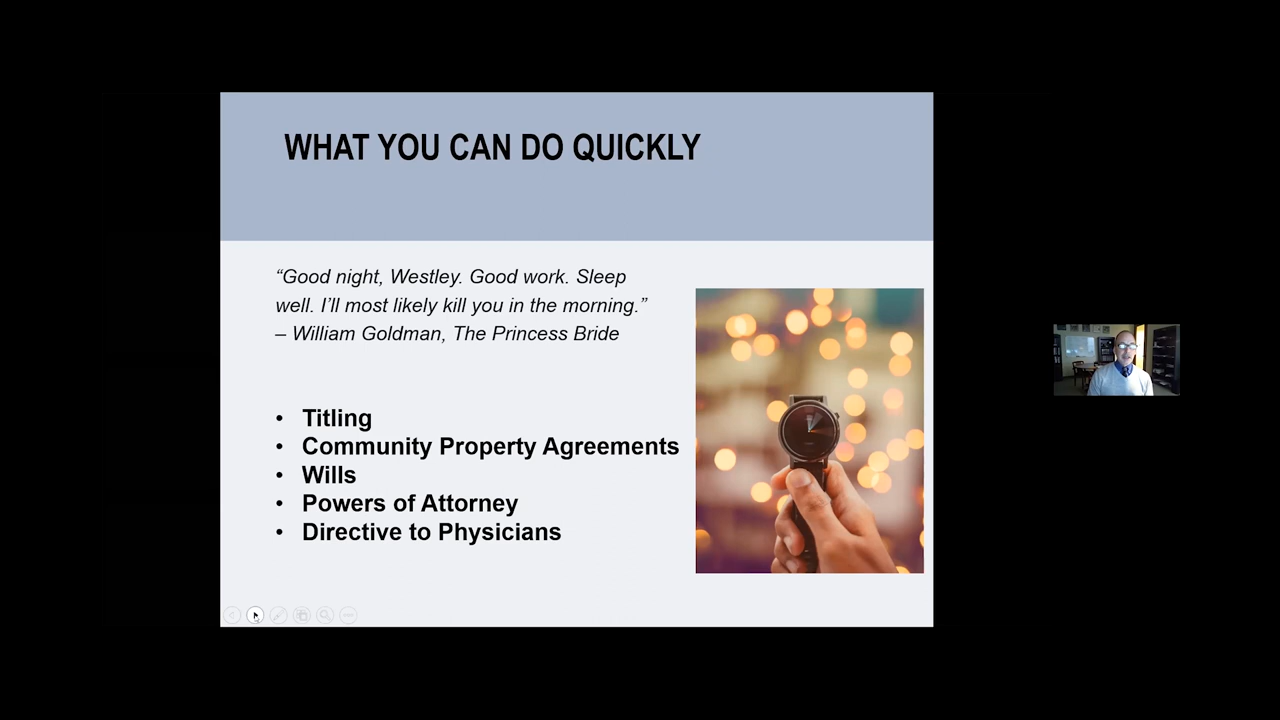 WHAT YOU CAN DO QUICKLY
“Good night, Westley. Good work. Sleep
well. I’ll most likely kill you in the morning.”
– William Goldman, The Princess Bride
• Titling
• Community Property Agreements
• Wills
• Powers of Attorney
• Directive to Physicians